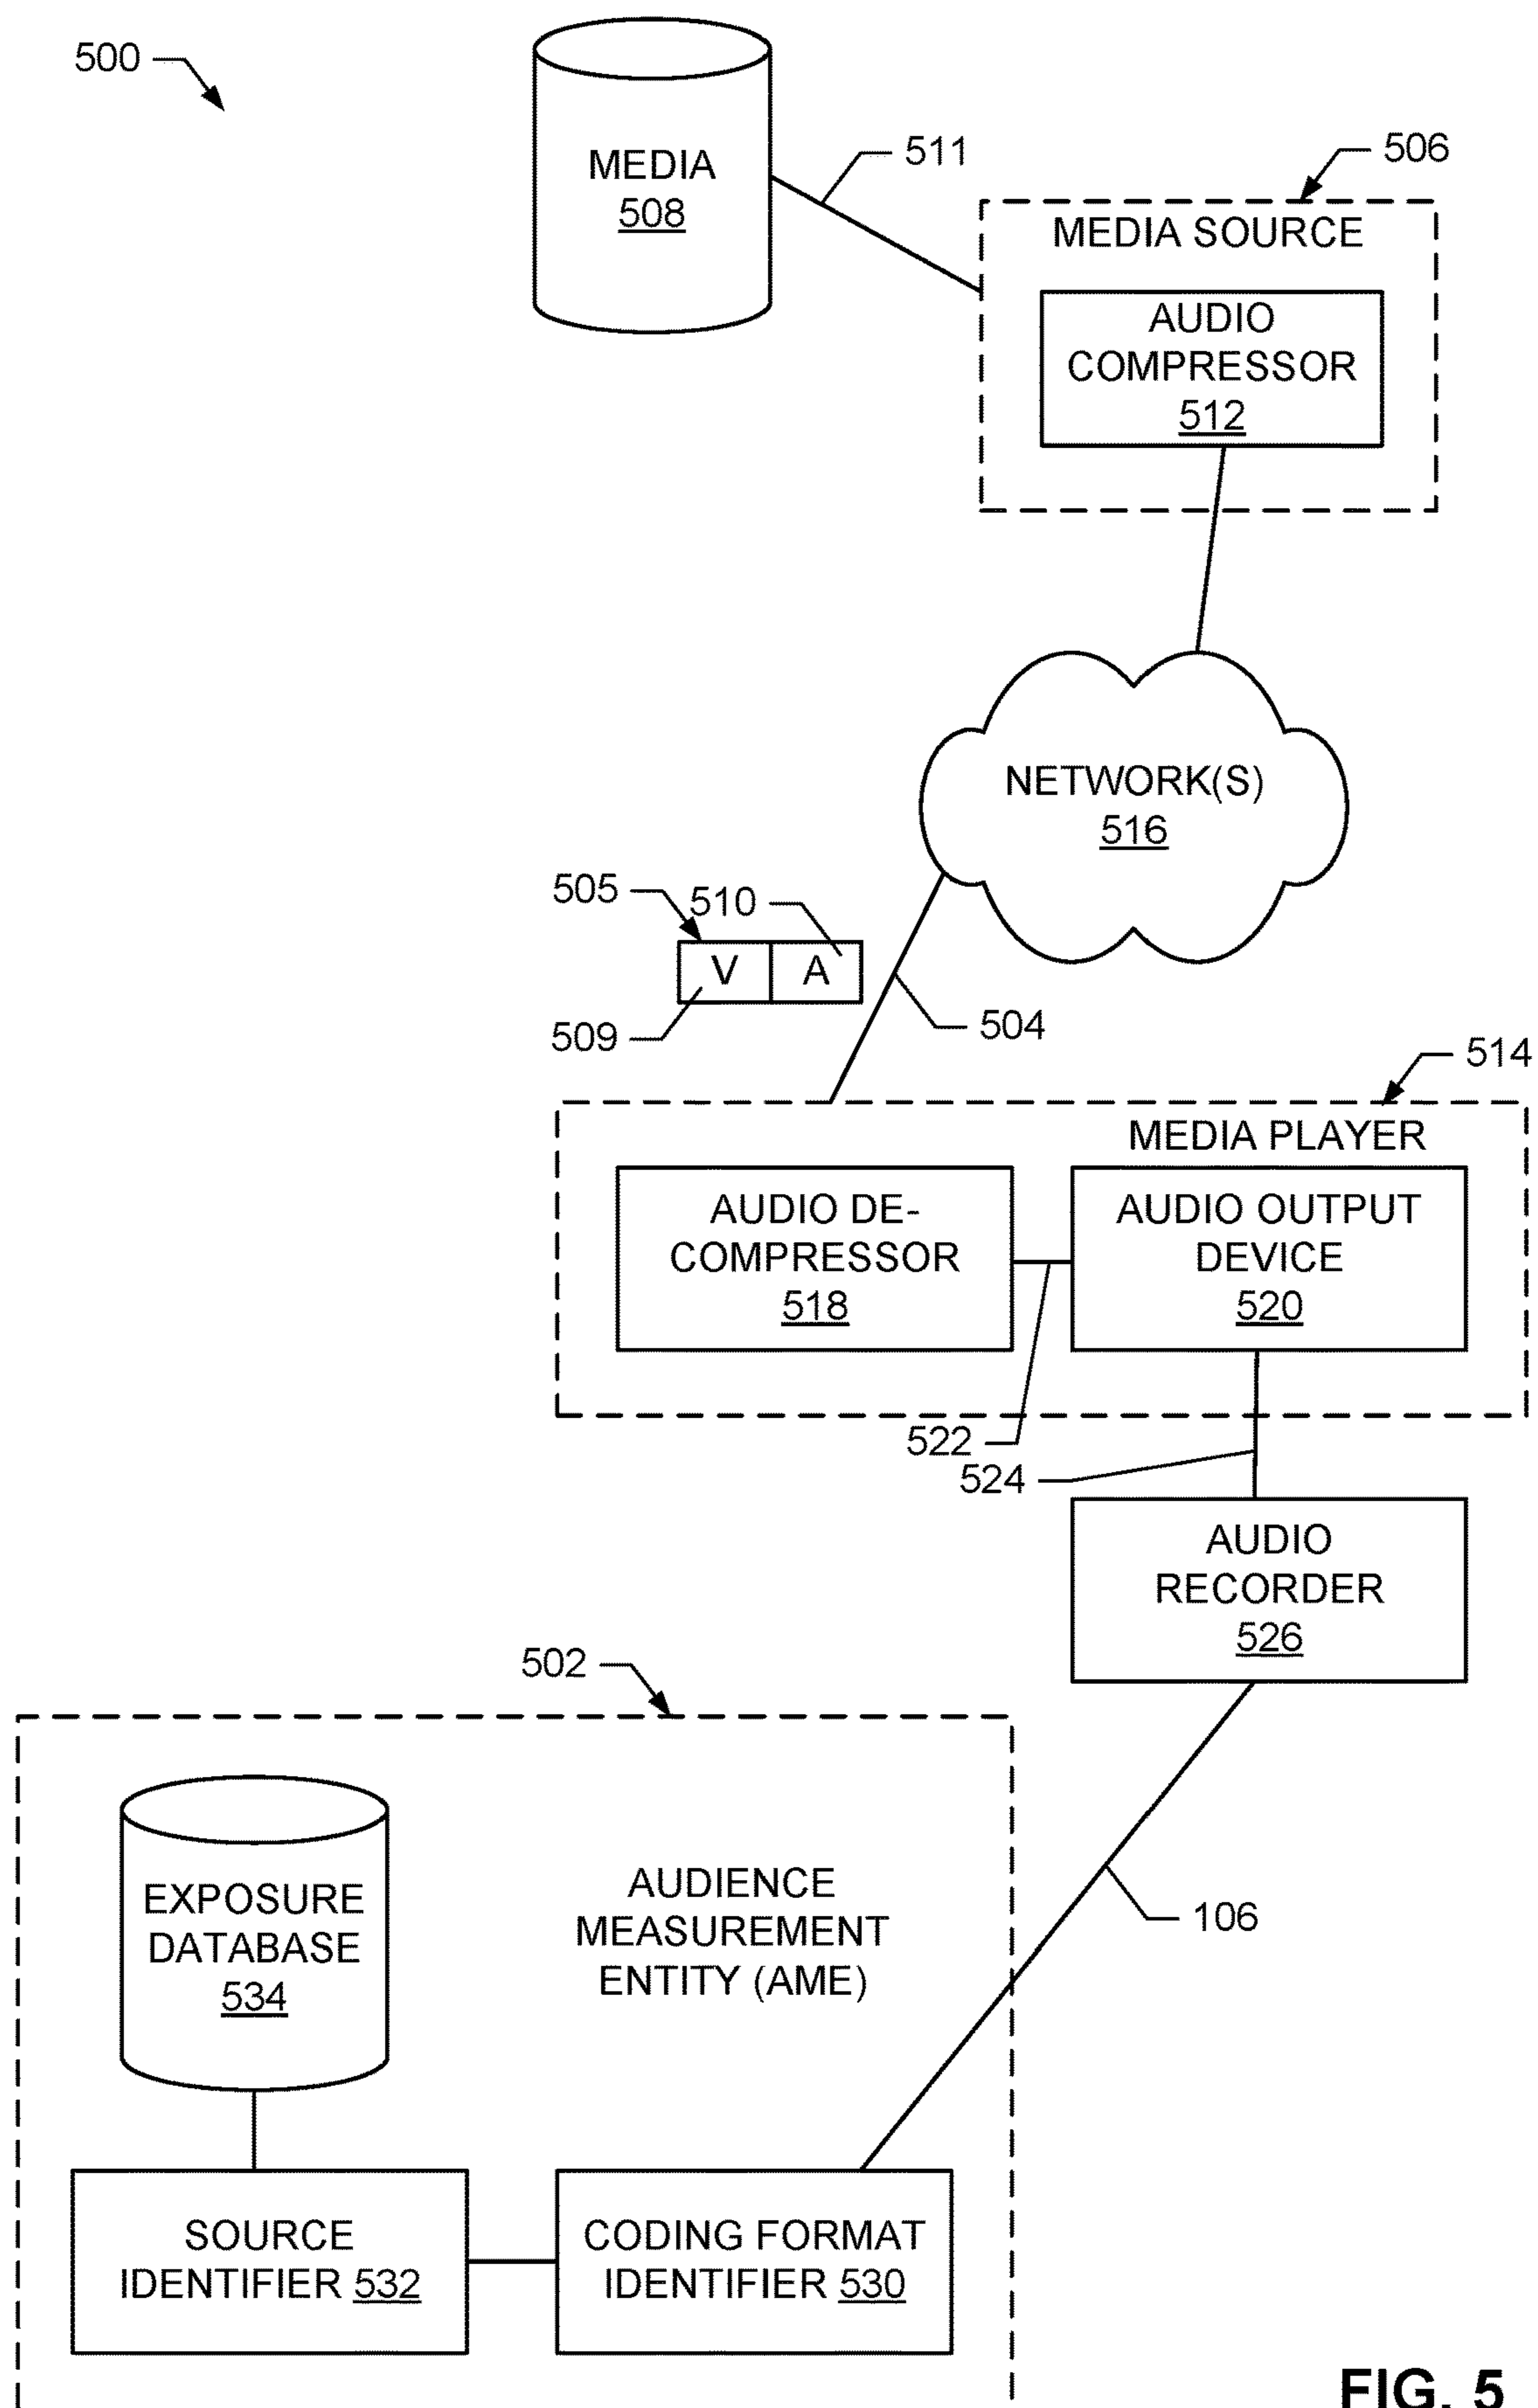 500
MEDIA
508
511
506
MEDIA SOURCE
AUDIO
COMPRESSOR
512
NETWORK(S)
516
505
510
V
A
509
504
514
MEDIA PLAYER
AUDIO DE-
COMPRESSOR
518
AUDIO OUTPUT
DEVICE
520
522
524
AUDIO
RECORDER
526
502
EXPOSURE
DATABASE
534
AUDIENCE
MEASUREMENT
ENTITY (AME)
106
SOURCE
IDENTIFIER 532
CODING FORMAT
IDENTIFIER 530
FIG. 5